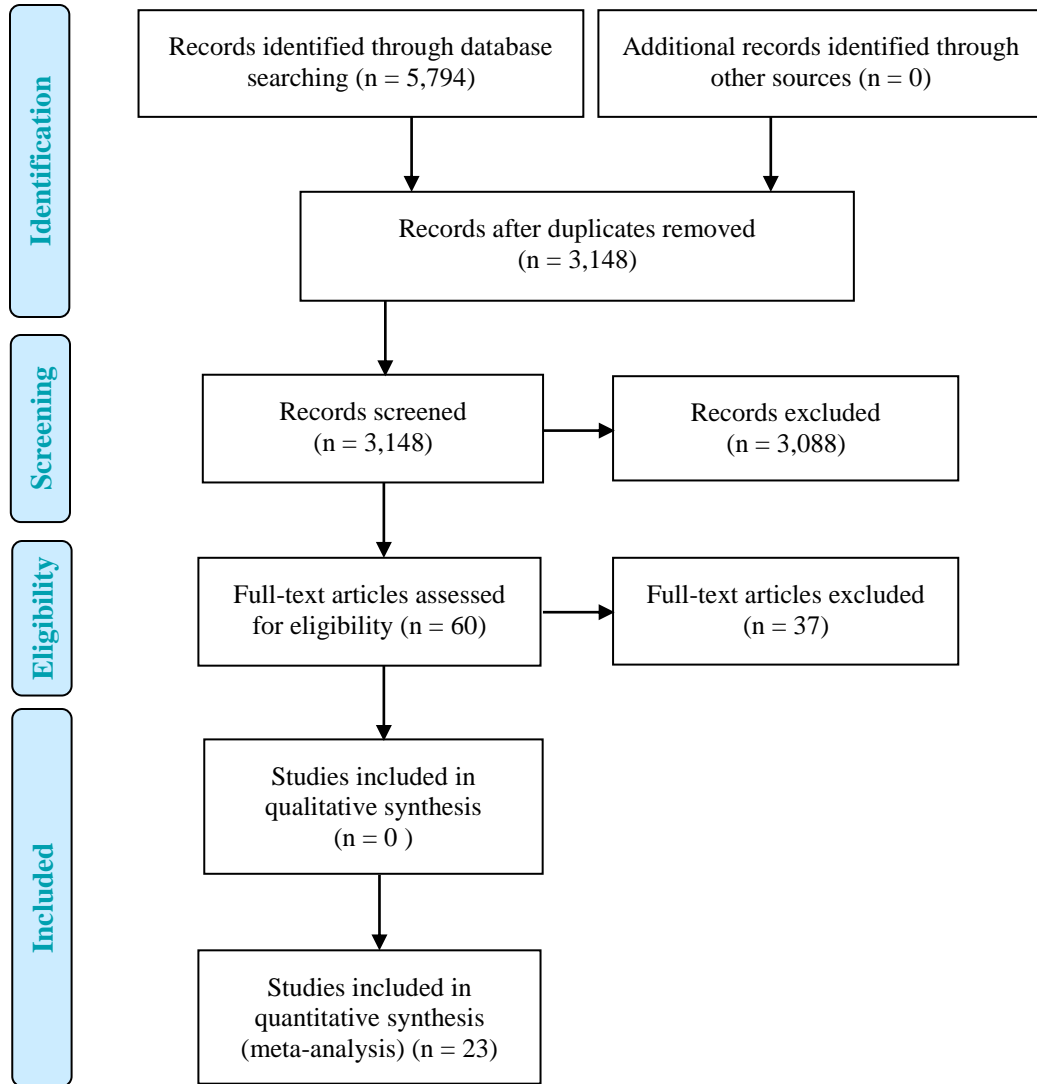 Identification
Records identified through database
searching (n = 5,794)
Additional records identified through
other sources (n = 0)
Records after duplicates removed
(n = 3,148)
Screening
Records screened
(n = 3,148)
Records excluded
(n = 3,088)
Eligibility
Full-text articles assessed
for eligibility (n = 60)
Full-text articles excluded
(n = 37)
Included
Studies included in
qualitative synthesis
(n = 0 )
Studies included in
quantitative synthesis
(meta-analysis) (n = 23)